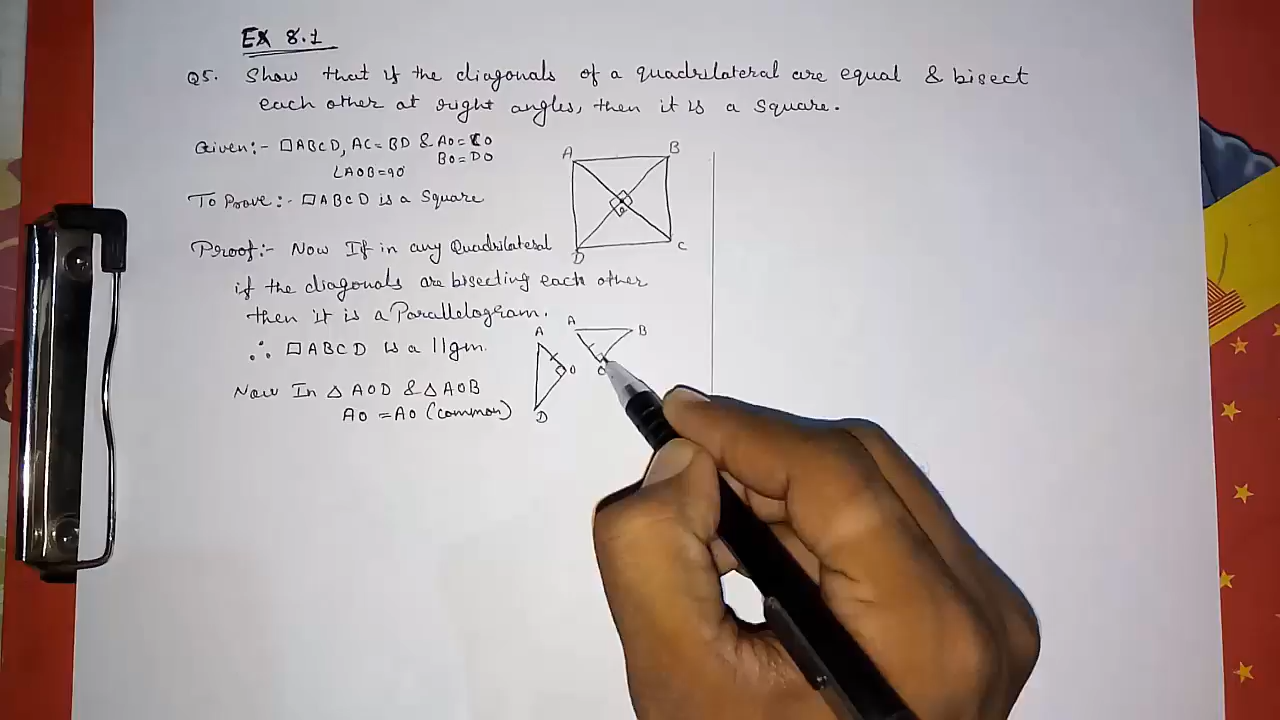 EX 8.1
Q5. Show that if the diagonals of a quadrilateral are equal & bisect
each other at right angles, then it is a square.
Given:- □ABCD, AC = BD & AO = CO
BO = DO
∠AOB = 90°
To Prove:- □ABCD is a Square
A B
O
D C
Proof:- Now If in any Quadrilateral
if the diagonals are bisecting each other
then it is a Parallelogram.
∴ □ABCD is a ||gm.
A A B
O O
D
Now In △AOD & △AOB
AO = AO (common)